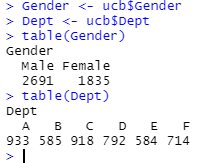 > Gender <- ucb$Gender
> Dept <- ucb$Dept
> table(Gender)
Gender
Male Female
2691 1835
> table(Dept)
Dept
A B C D E F
933 585 918 792 584 714
>